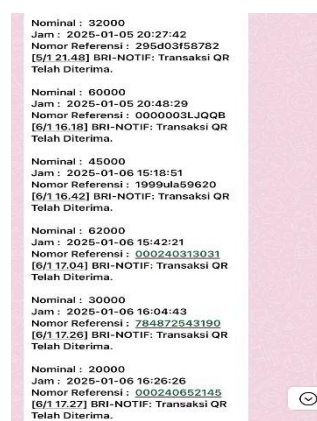 Nominal : 32000
Jam : 2025-01-05 20:27:42
Nomor Referensi : 295d03f58782
[5/1 21.48] BRI-NOTIF: Transaksi QR
Telah Diterima.
Nominal : 60000
Jam : 2025-01-05 20:48:29
Nomor Referensi : 0000003LJQQB
[6/1 16.18] BRI-NOTIF: Transaksi QR
Telah Diterima.
Nominal : 45000
Jam : 2025-01-06 15:18:51
Nomor Referensi : 1999ula59620
[6/1 16.42] BRI-NOTIF: Transaksi QR
Telah Diterima.
Nominal : 62000
Jam : 2025-01-06 15:42:21
Nomor Referensi : 000240313031
[6/1 17.04] BRI-NOTIF: Transaksi QR
Telah Diterima.
Nominal : 30000
Jam : 2025-01-06 16:04:43
Nomor Referensi : 784872543190
[6/1 17.26] BRI-NOTIF: Transaksi QR
Telah Diterima.
Nominal : 20000
Jam : 2025-01-06 16:26:26
Nomor Referensi : 000240652145
[6/1 17.27] BRI-NOTIF: Transaksi QR
Telah Diterima.